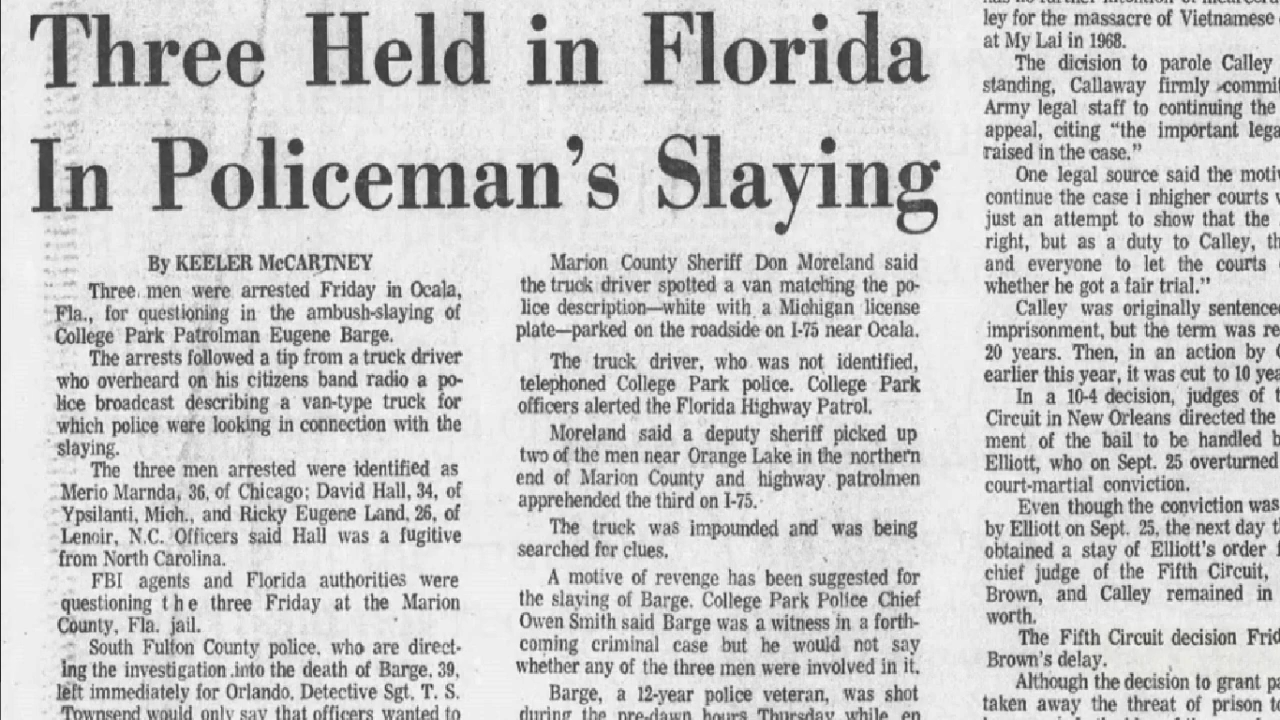 Three Held in Florida
In Policeman's Slaying
By KEELER McCARTNEY
Three men were arrested Friday in Ocala,
Fla., for questioning in the ambush-slaying of
College Park Patrolman Eugene Barge.
The arrests followed a tip from a truck driver
who overheard on his citizens band radio a po-
lice broadcast describing a van-type truck for
which police were looking in connection with the
slaying.
The three men arrested were identified as
Merio Marnda, 36, of Chicago; David Hall, 34, of
Ypsilanti, Mich., and Ricky Eugene Land, 26, of
Lenoir, N.C. Officers said Hall was a fugitive
from North Carolina.
FBI agents and Florida authorities were
questioning the three Friday at the Marion
County, Fla. jail.
South Fulton County police, who are direct-
ing the investigation into the death of Barge, 39,
left immediately for Orlando. Detective Sgt. T. S.
Townsend would only say that officers wanted to
Marion County Sheriff Don Moreland said
the truck driver spotted a van matching the po-
lice description—white with a Michigan license
plate—parked on the roadside on I-75 near Ocala.
The truck driver, who was not identified,
telephoned College Park police. College Park
officers alerted the Florida Highway Patrol.
Moreland said a deputy sheriff picked up
two of the men near Orange Lake in the northern
end of Marion County and highway patrolmen
apprehended the third on I-75.
The truck was impounded and was being
searched for clues.
A motive of revenge has been suggested for
the slaying of Barge. College Park Police Chief
Owen Smith said Barge was a witness in a forth-
coming criminal case but he would not say
whether any of the three men were involved in it.
Barge, a 12-year police veteran, was shot
during the pre-dawn hours Thursday while en
ley for the massacre of Vietnamese
at My Lai in 1968.
The dicision to parole Calley
standing, Callaway firmly commit
Army legal staff to continuing the
appeal, citing "the important lega
raised in the case."
One legal source said the motiv
continue the case i nhigher courts
just an attempt to show that the
right, but as a duty to Calley, th
and everyone to let the courts
whether he got a fair trial."
Calley was originally sentence
imprisonment, but the term was re
20 years. Then, in an action by
earlier this year, it was cut to 10 yea
In a 10-4 decision, judges of t
Circuit in New Orleans directed the
ment of the bail to be handled b
Elliott, who on Sept. 25 overturned
court-martial conviction.
Even though the conviction was
by Elliott on Sept. 25, the next day t
obtained a stay of Elliott's order
chief judge of the Fifth Circuit,
Brown, and Calley remained in
worth.
The Fifth Circuit decision Frid
Brown's delay.
Although the decision to grant pa
taken away the threat of prison to